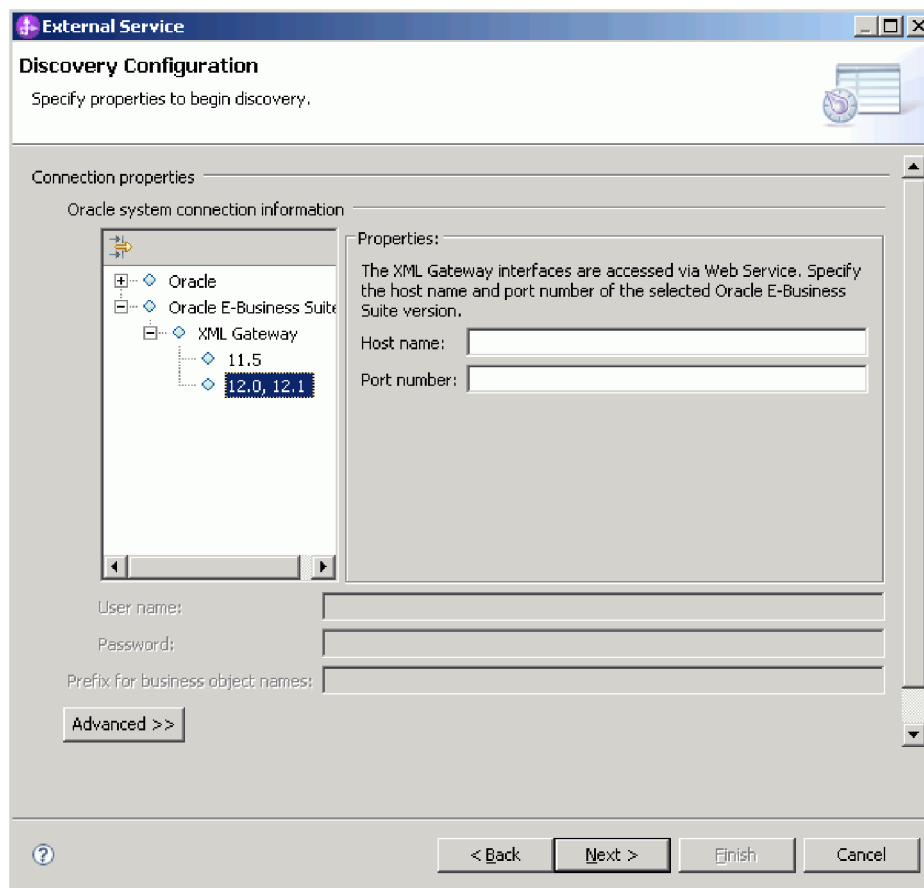 External Service
Discovery Configuration
Specify properties to begin discovery.
Connection properties
Oracle system connection information
Oracle
Oracle E-Business Suite
XML Gateway
11.5
12.0, 12.1
Properties:
The XML Gateway interfaces are accessed via Web Service. Specify
the host name and port number of the selected Oracle E-Business
Suite version.
Host name:
Port number:
User name:
Password:
Prefix for business object names:
Advanced >>
< Back
Next >
Finish
Cancel